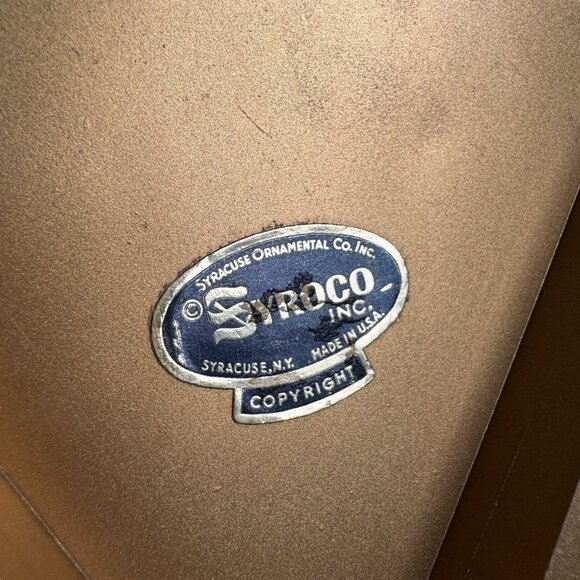 SYRACUSE ORNAMENTAL CO. INC.
© SYROCO
INC.
SYRACUSE, N.Y. MADE IN U.S.A.
COPYRIGHT